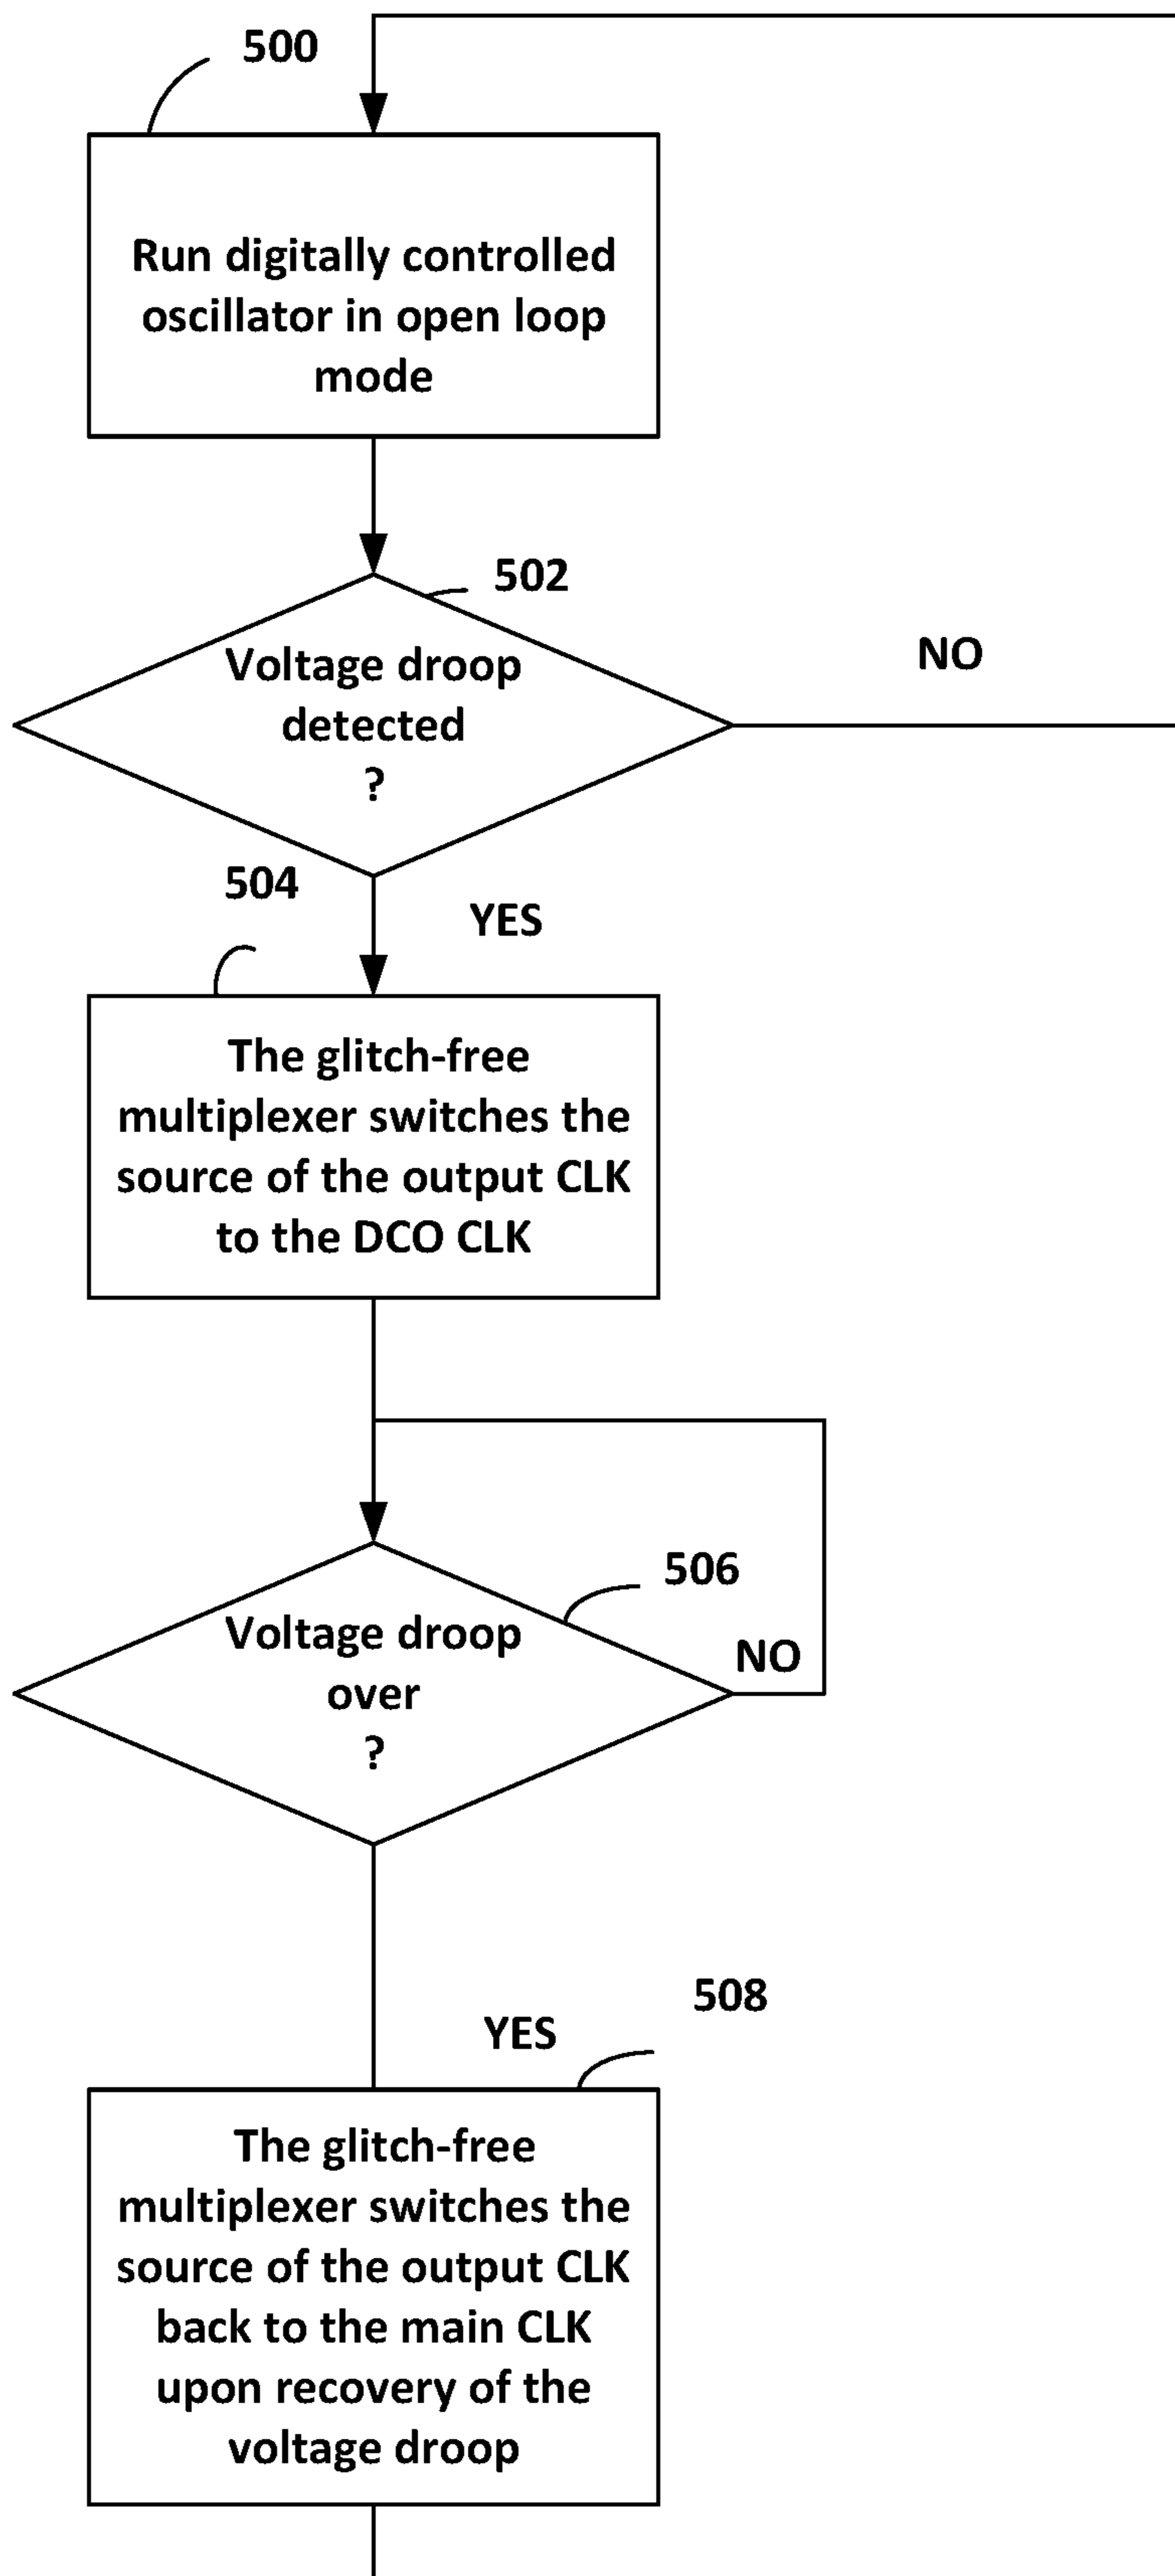 500
Run digitally controlled
oscillator in open loop
mode
502
Voltage droop
detected
?
NO
504
YES
The glitch-free
multiplexer switches the
source of the output CLK
to the DCO CLK
506
Voltage droop
over
?
NO
508
YES
The glitch-free
multiplexer switches the
source of the output CLK
back to the main CLK
upon recovery of the
voltage droop